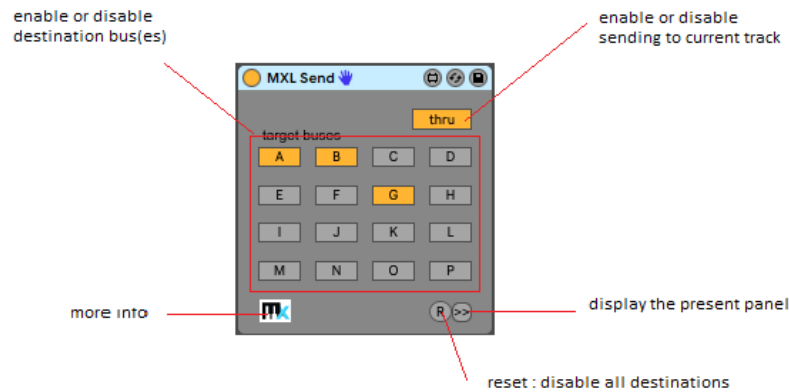 enable or disable
destination bus(es)
enable or disable
sending to current track
MXL Send
thru
target buses
A B C D
E F G H
I J K L
M N O P
more info
mx
R >>
display the present panel
reset : disable all destinations